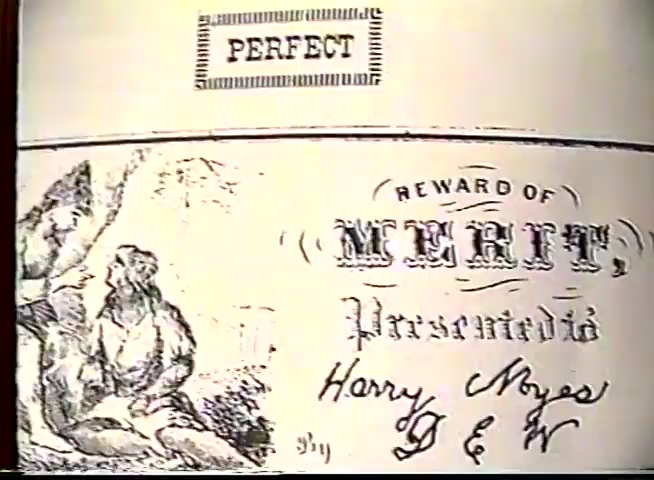 PERFECT
REWARD OF
MERIT,
Presented to
Harry Noyes
By D E W